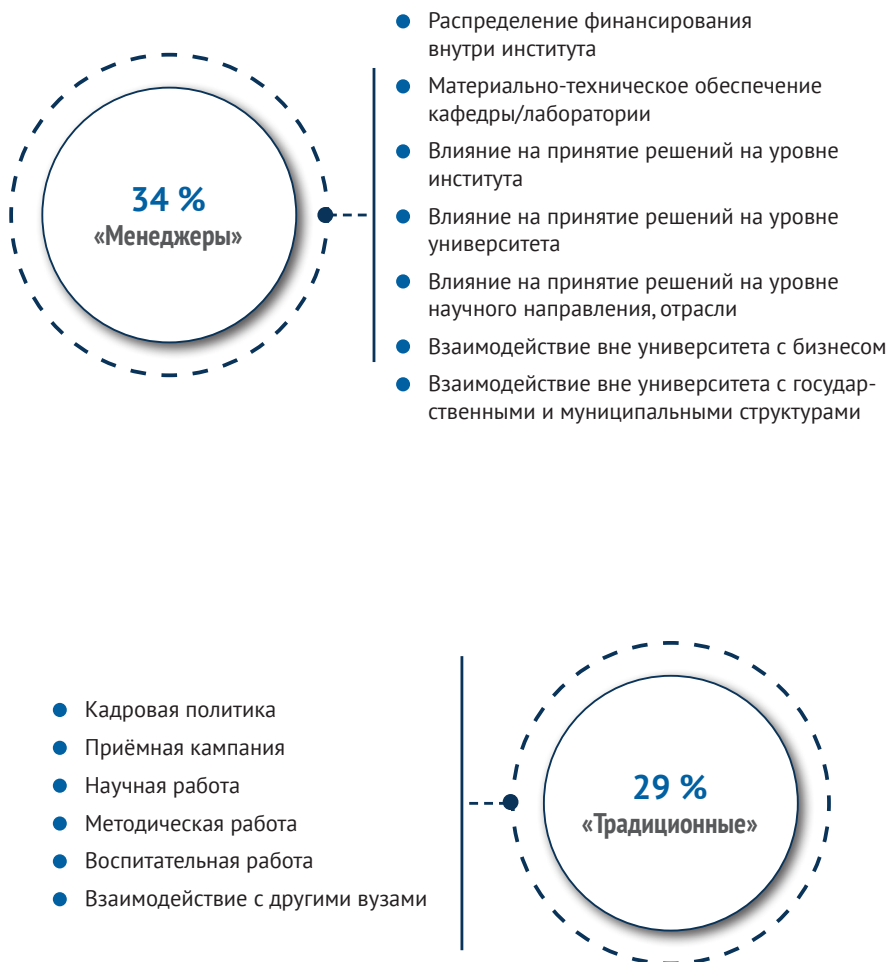 34 %
«Менеджеры»
Распределение финансирования
внутри института
Материально-техническое обеспечение
кафедры/лаборатории
Влияние на принятие решений на уровне
института
Влияние на принятие решений на уровне
университета
Влияние на принятие решений на уровне
научного направления, отрасли
Взаимодействие вне университета с бизнесом
Взаимодействие вне университета с государ-
ственными и муниципальными структурами
Кадровая политика
Приёмная кампания
Научная работа
Методическая работа
Воспитательная работа
Взаимодействие с другими вузами
29 %
«Традиционные»